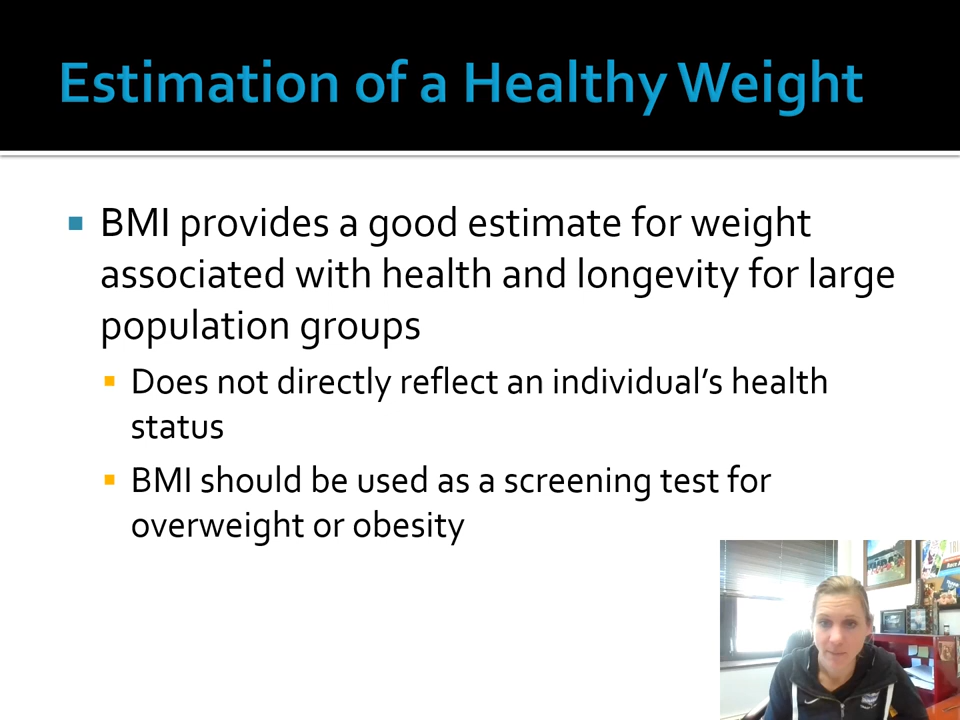 Estimation of a Healthy Weight
BMI provides a good estimate for weight
associated with health and longevity for large
population groups
Does not directly reflect an individual’s health
status
BMI should be used as a screening test for
overweight or obesity